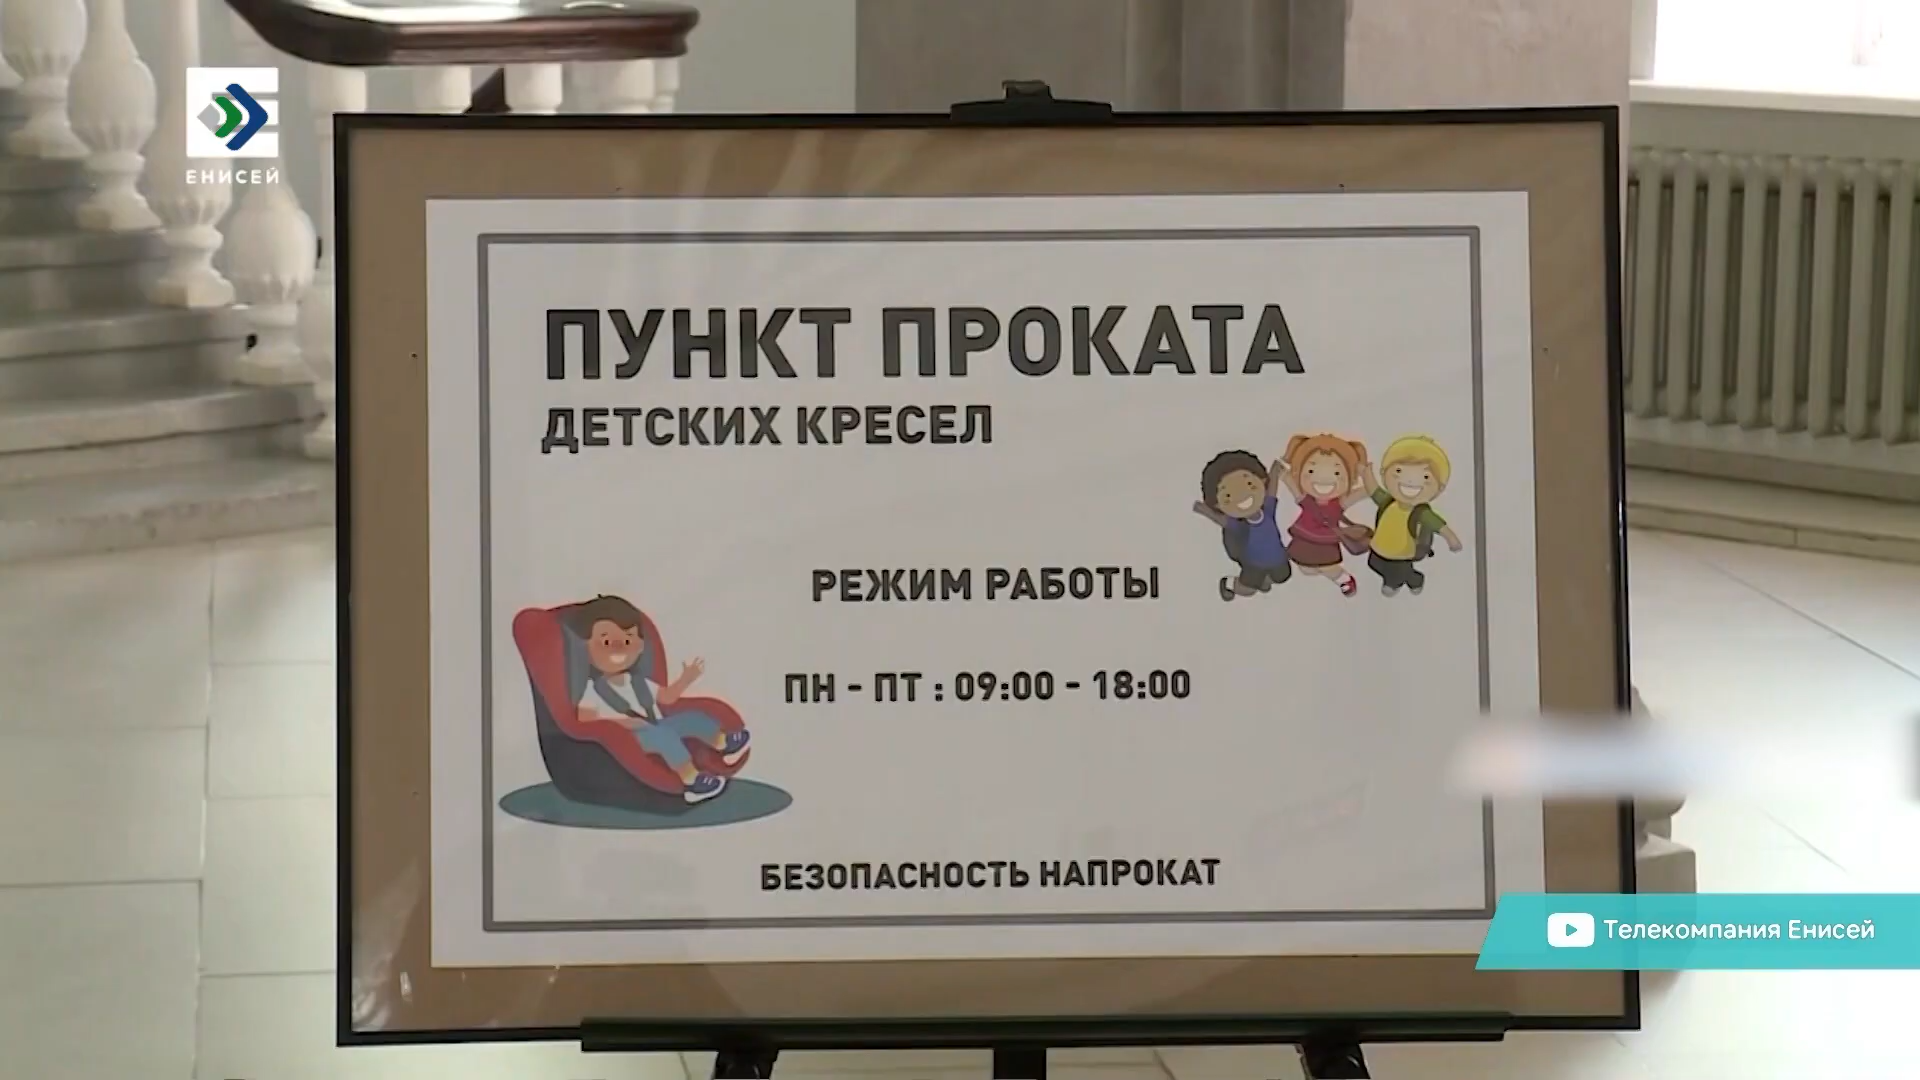 ЕНИСЕЙ
ПУНКТ ПРОКАТА
ДЕТСКИХ КРЕСЕЛ
РЕЖИМ РАБОТЫ
ПН - ПТ : 09:00 - 18:00
БЕЗОПАСНОСТЬ НАПРОКАТ
Телекомпания Енисей